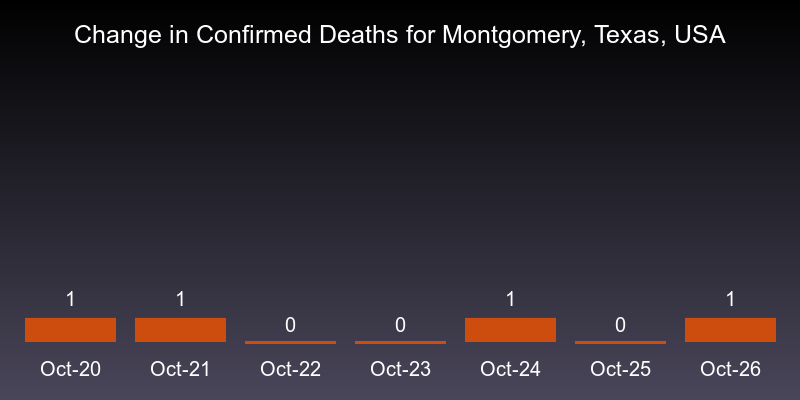 Change in Confirmed Deaths for Montgomery, Texas, USA
1 1 0 0 1 0 1
Oct-20 Oct-21 Oct-22 Oct-23 Oct-24 Oct-25 Oct-26